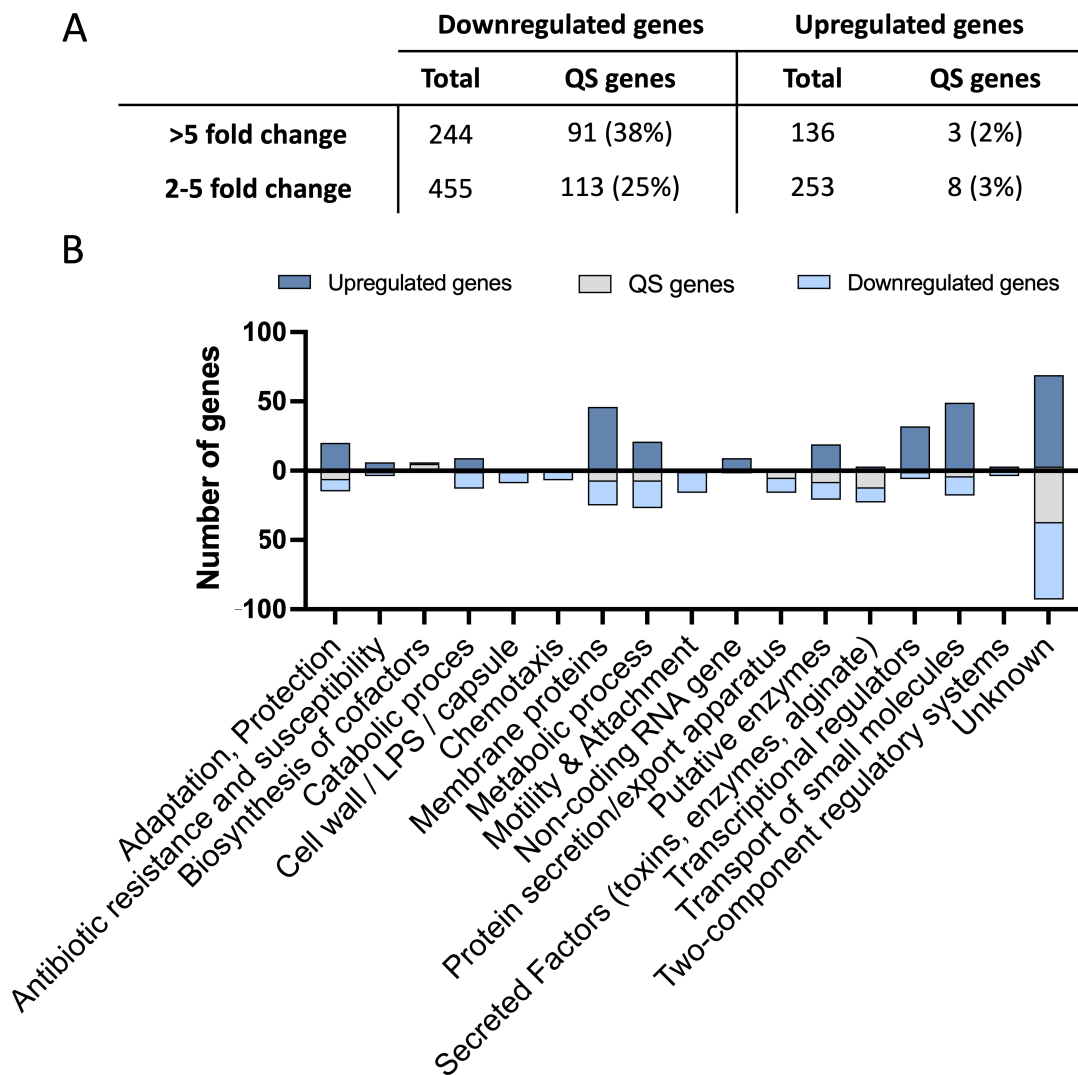 A
Downregulated genes Upregulated genes
Total QS genes Total QS genes
>5 fold change 244 91 (38%) 136 3 (2%)
2-5 fold change 455 113 (25%) 253 8 (3%)
B
Upregulated genes QS genes Downregulated genes
Number of genes
100
50
0
50
-100
Adaptation, Protection
Antibiotic resistance and susceptibility
Biosynthesis of cofactors
Catabolic proces
Cell wall / LPS / capsule
Chemotaxis
Membrane proteins
Metabolic process
Motility & Attachment
Non-coding RNA gene
Protein secretion/export apparatus
Putative enzymes
Secreted Factors (toxins, enzymes, alginate)
Transcriptional regulators
Transport of small molecules
Two-component regulatory systems
Unknown